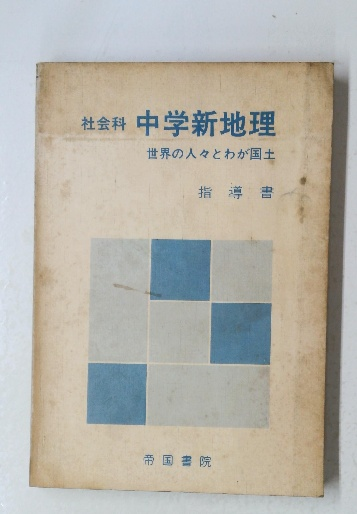 社会科 中学新地理
世界の人々とわが国土
指導書
帝国書院